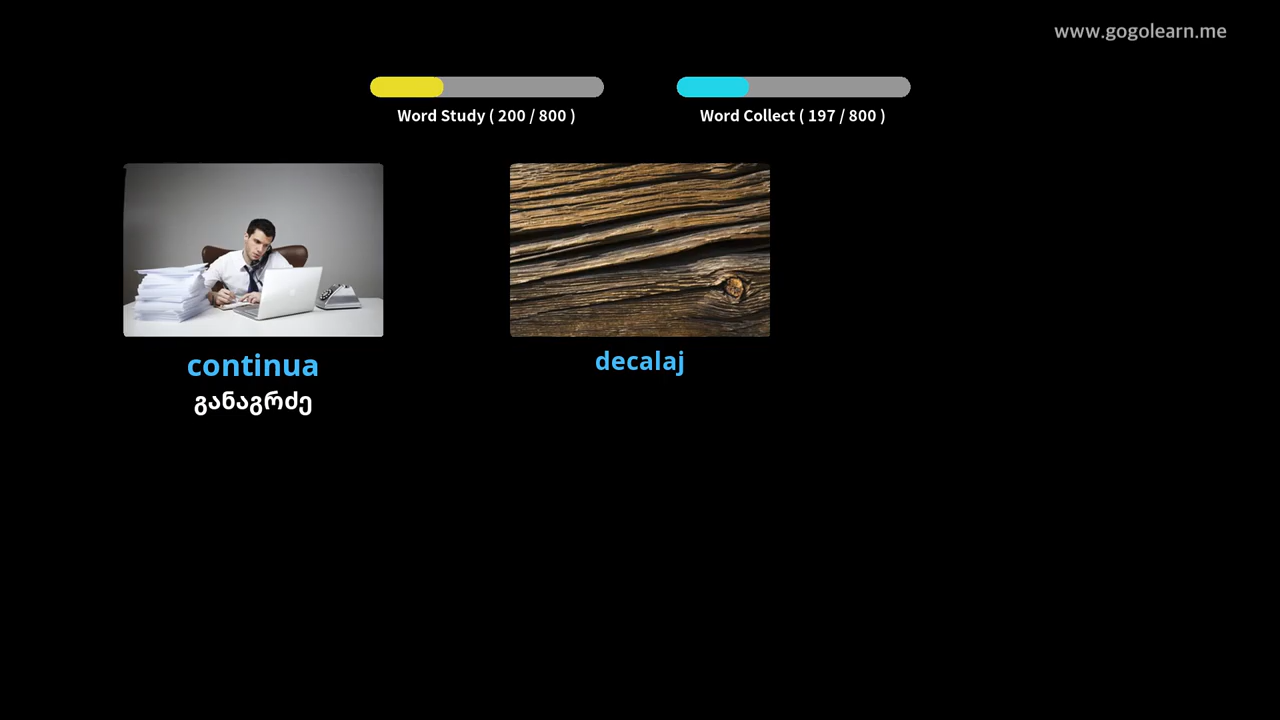 www.gogolearn.me
Word Study ( 200 / 800 )
Word Collect ( 197 / 800 )
continua
განაგრძე
decalaj